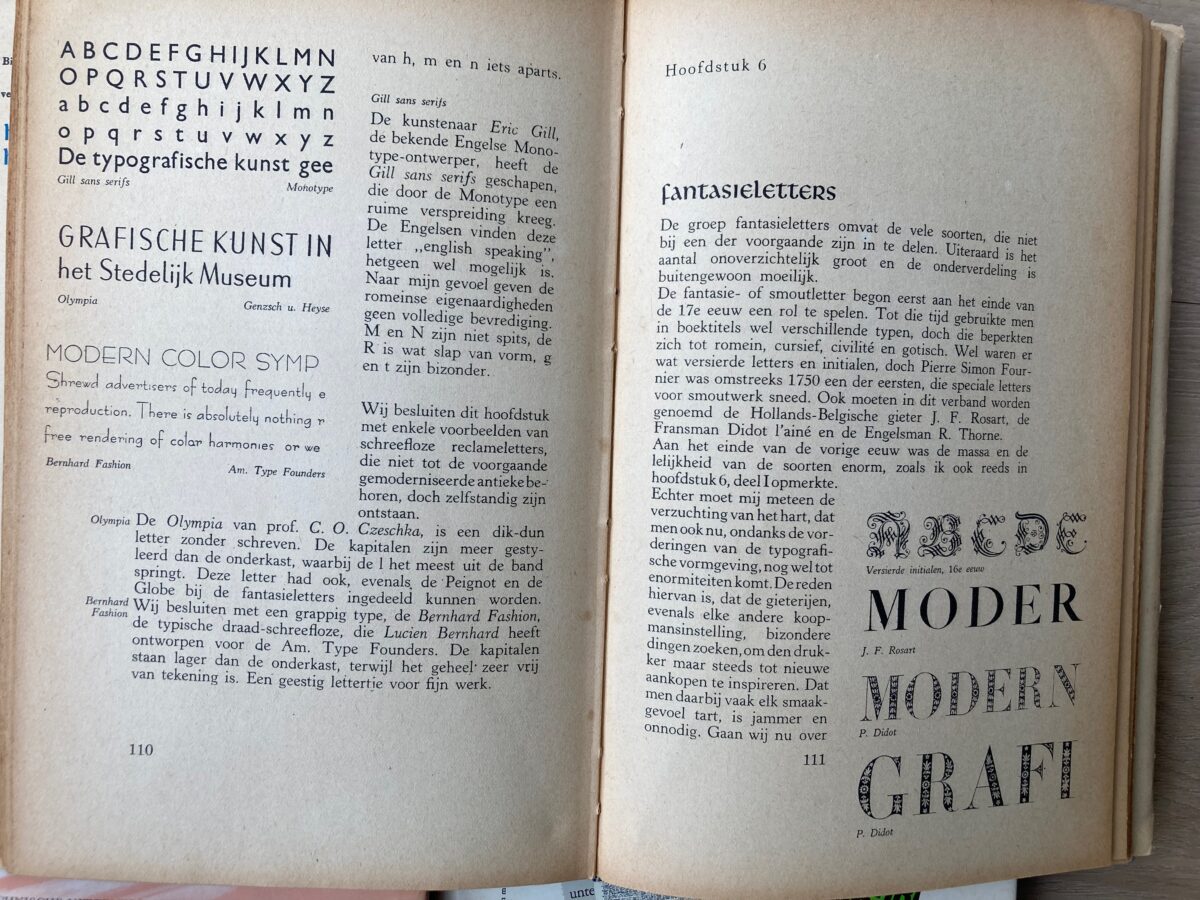 A B C D E F G H I J K L M N
O P Q R S T U V W X Y Z
a b c d e f g h i j k l m n
o p q r s t u v w x y z
De typografische kunst gee
Gill sans serifs Monotype
GRAFISCHE KUNST IN
het Stedelijk Museum
Olympia Genzsch u. Heyse
MODERN COLOR SYMP
Shrewd advertisers of today frequently e
reproduction. There is absolutely nothing r
free rendering of color harmonies or we
Bernhard Fashion Am. Type Founders
van h, m en n iets aparts.
Gill sans serifs
De kunstenaar Eric Gill,
de bekende Engelse Mono-
type-ontwerper, heeft de
Gill sans serifs geschapen,
die door de Monotype een
ruime verspreiding kreeg.
De Engelsen vinden deze
letter „english speaking”,
hetgeen wel mogelijk is.
Naar mijn gevoel geven de
romeinse eigenaardigheden
geen volledige bevrediging.
M en N zijn niet spits, de
R is wat slap van vorm, g
en t zijn bizonder.
Wij besluiten dit hoofdstuk
met enkele voorbeelden van
schreefloze reclameletters,
die niet tot de voorgaande
gemoderniseerde antieke be-
horen, doch zelfstandig zijn
ontstaan.
Olympia De Olympia van prof. C. O. Czeschka, is een dik-dun
letter zonder schreven. De kapitalen zijn meer gesty-
leerd dan de onderkast, waarbij de l het meest uit de band
springt. Deze letter had ook, evenals de Peignot en de
Globe bij de fantasieletters ingedeeld kunnen worden.
Bernhard Fashion Wij besluiten met een grappig type, de Bernhard Fashion,
de typische draad-schreefloze, die Lucien Bernhard heeft
ontworpen voor de Am. Type Founders. De kapitalen
staan lager dan de onderkast, terwijl het geheel zeer vrij
van tekening is. Een geestig lettertje voor fijn werk.
110
Hoofdstuk 6
fantasieletters
De groep fantasieletters omvat de vele soorten, die niet
bij een der voorgaande zijn in te delen. Uiteraard is het
aantal onoverzichtelijk groot en de onderverdeling is
buitengewoon moeilijk.
De fantasie- of smoutletter begon eerst aan het einde van
de 17e eeuw een rol te spelen. Tot die tijd gebruikte men
in boektitels wel verschillende typen, doch die beperkten
zich tot romein, cursief, civilité en gotisch. Wel waren er
wat versierde letters en initialen, doch Pierre Simon Four-
nier was omstreeks 1750 een der eersten, die speciale letters
voor smoutwerk sneed. Ook moeten in dit verband worden
genoemd de Hollands-Belgische gieter J. F. Rosart, de
Fransman Didot l'ainé en de Engelsman R. Thorne.
Aan het einde van de vorige eeuw was de massa en de
lelijkheid van de soorten enorm, zoals ik ook reeds in
hoofdstuk 6, deel I opmerkte.
Echter moet mij meteen de
verzuchting van het hart, dat
men ook nu, ondanks de vor-
deringen van de typografi-
sche vormgeving, nog wel tot
enormiteiten komt. De reden
hiervan is, dat de gieterijen,
evenals elke andere koop-
mansinstelling, bizondere
dingen zoeken, om den druk-
ker maar steeds tot nieuwe
aankopen te inspireren. Dat
men daarbij vaak elk smaak-
gevoel tart, is jammer en
onnodig. Gaan wij nu over
111
A B C D E
Versierde initialen, 16e eeuw
MODER
J. F. Rosart
MODERN
P. Didot
GRAFI
P. Didot
unte